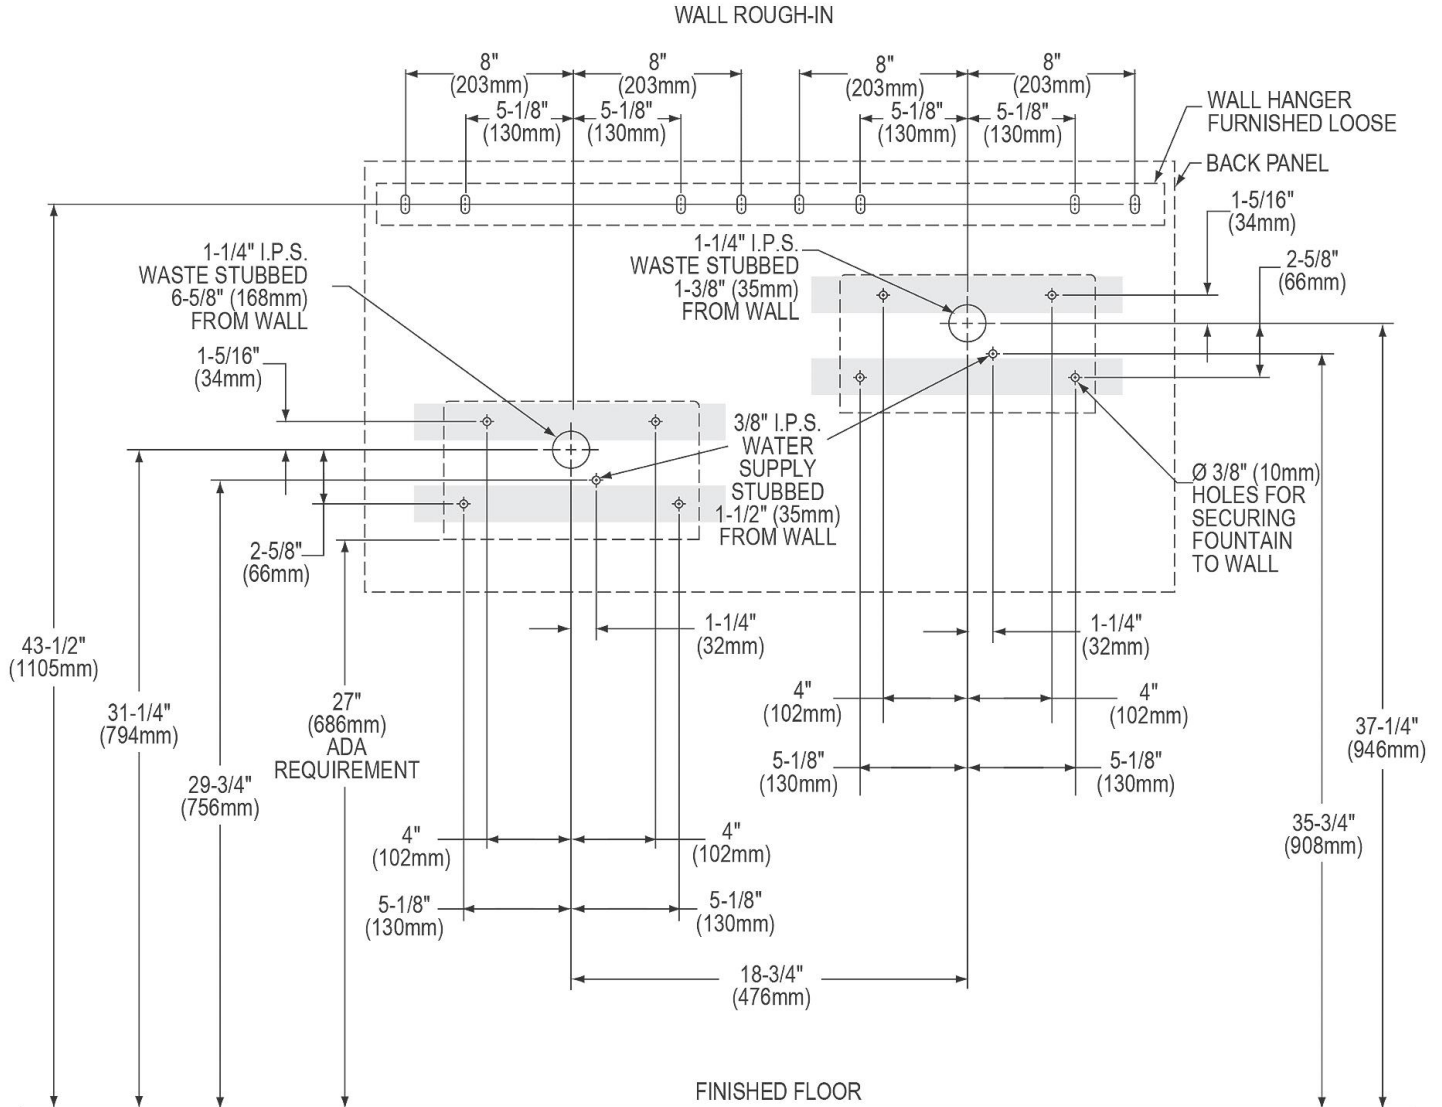 WALL ROUGH-IN
8"
(203mm)
8"
(203mm)
8"
(203mm)
8"
(203mm)
5-1/8"
(130mm)
5-1/8"
(130mm)
5-1/8"
(130mm)
5-1/8"
(130mm)
WALL HANGER
FURNISHED LOOSE
BACK PANEL
1-5/16"
(34mm)
2-5/8"
(66mm)
1-1/4" I.P.S.
WASTE STUBBED
6-5/8" (168mm)
FROM WALL
1-1/4" I.P.S.
WASTE STUBBED
1-3/8" (35mm)
FROM WALL
1-5/16"
(34mm)
3/8" I.P.S.
WATER
SUPPLY
STUBBED
1-1/2" (35mm)
FROM WALL
Ø 3/8" (10mm)
HOLES FOR
SECURING
FOUNTAIN
TO WALL
2-5/8"
(66mm)
1-1/4"
(32mm)
1-1/4"
(32mm)
43-1/2"
(1105mm)
31-1/4"
(794mm)
29-3/4"
(756mm)
27"
(686mm)
ADA
REQUIREMENT
4"
(102mm)
4"
(102mm)
37-1/4"
(946mm)
5-1/8"
(130mm)
5-1/8"
(130mm)
35-3/4"
(908mm)
4"
(102mm)
4"
(102mm)
5-1/8"
(130mm)
5-1/8"
(130mm)
18-3/4"
(476mm)
FINISHED FLOOR